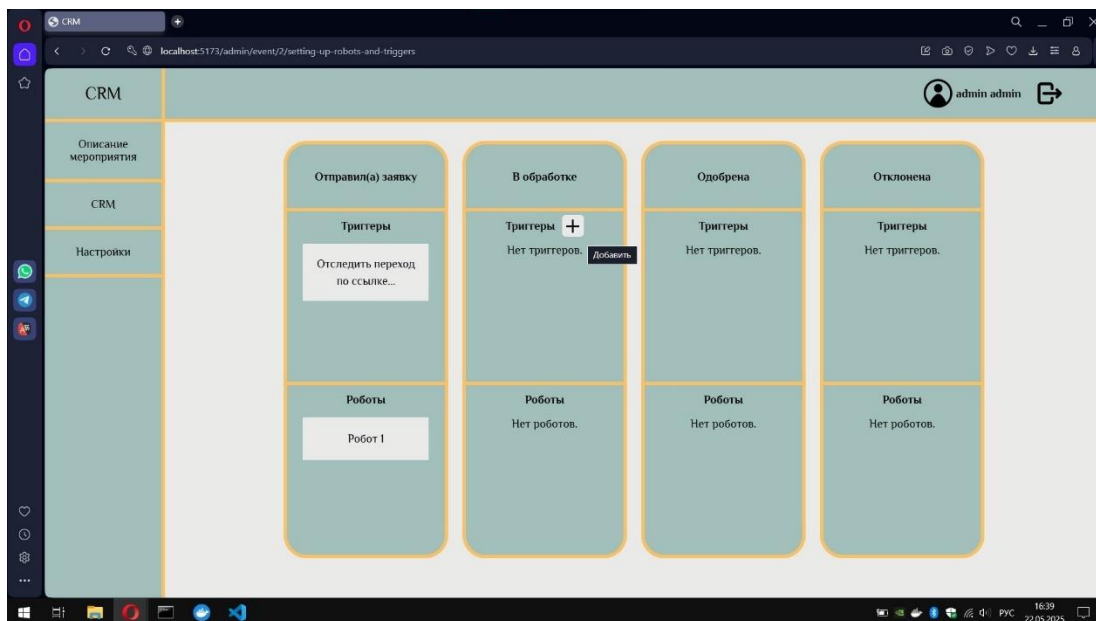 CRM
localhost:5173/admin/event/2/setting-up-robots-and-triggers
CRM
admin admin
Описание
мероприятия
CRM
Настройки
Отправил(а) заявку
В обработке
Одобрена
Отклонена
Триггеры
Триггеры
Триггеры
Триггеры
Отследить переход
по ссылке...
Нет триггеров.
Добавить
Нет триггеров.
Нет триггеров.
Роботы
Роботы
Роботы
Роботы
Робот 1
Нет роботов.
Нет роботов.
Нет роботов.
РУС
16:39
22.05.2025